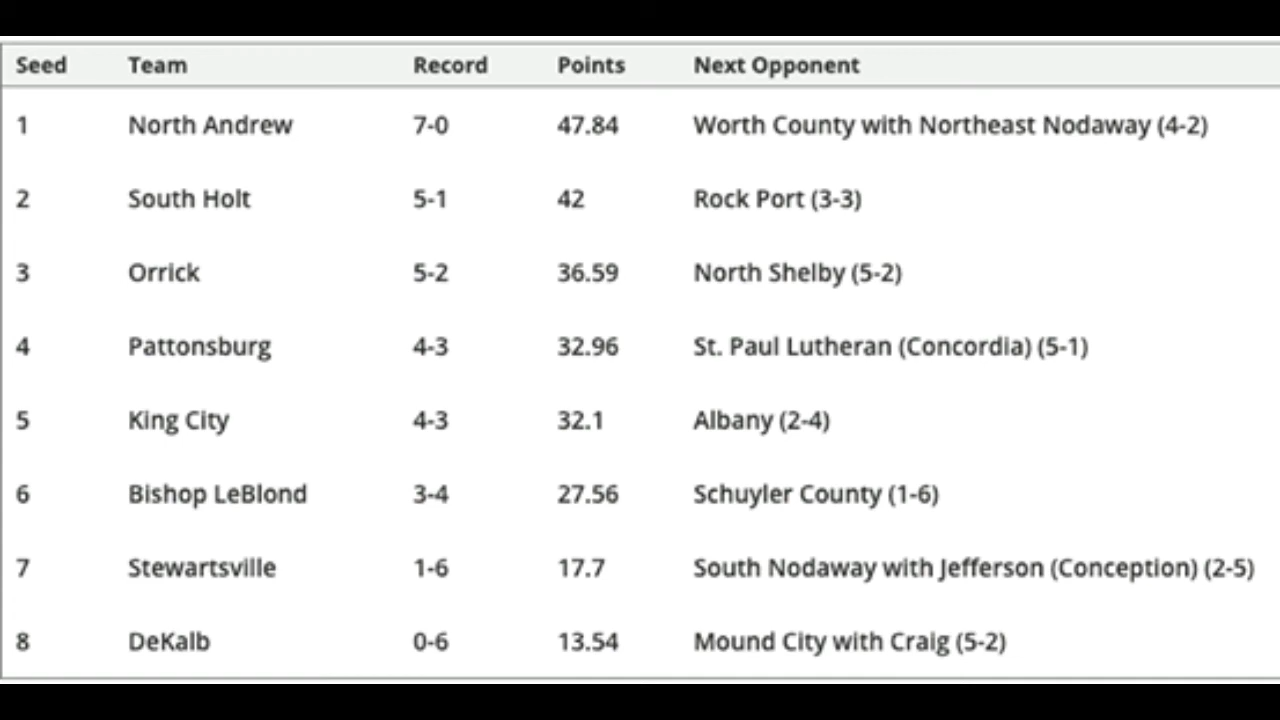 Seed Team Record Points Next Opponent
1 North Andrew 7-0 47.84 Worth County with Northeast Nodaway (4-2)
2 South Holt 5-1 42 Rock Port (3-3)
3 Orrick 5-2 36.59 North Shelby (5-2)
4 Pattonsburg 4-3 32.96 St. Paul Lutheran (Concordia) (5-1)
5 King City 4-3 32.1 Albany (2-4)
6 Bishop LeBlond 3-4 27.56 Schuyler County (1-6)
7 Stewartsville 1-6 17.7 South Nodaway with Jefferson (Conception) (2-5)
8 DeKalb 0-6 13.54 Mound City with Craig (5-2)